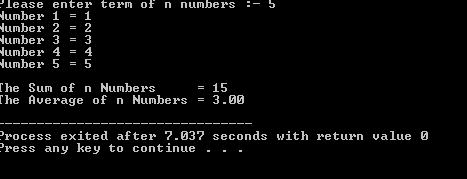 Please enter term of n numbers :- 5
Number 1 = 1
Number 2 = 2
Number 3 = 3
Number 4 = 4
Number 5 = 5
The Sum of n Numbers     = 15
The Average of n Numbers = 3.00
--------------------------------
Process exited after 7.037 seconds with return value 0
Press any key to continue . . .